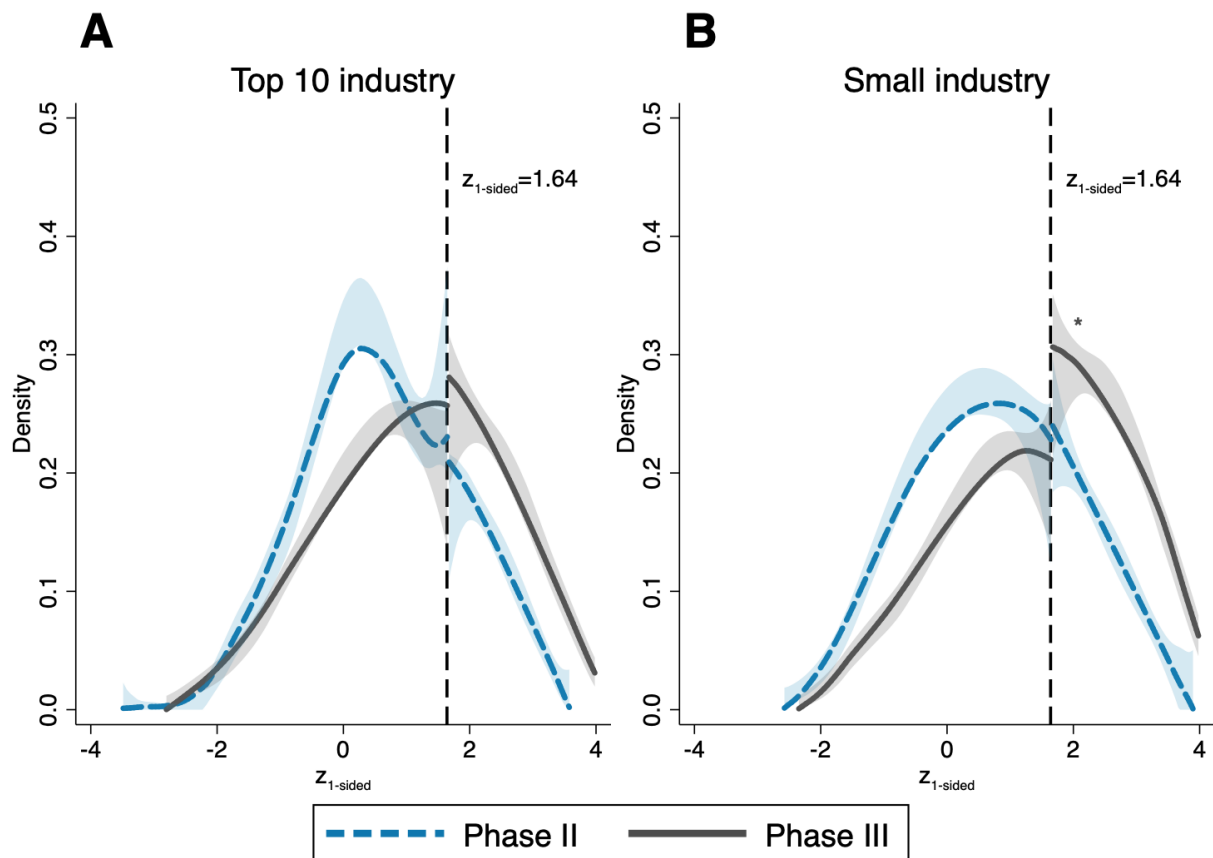 A
B
Top 10 industry
Small industry
0.5
0.4
0.3
0.2
0.1
0.0
Density
z1-sided=1.64
-4
-2
0
2
4
z1-sided
0.5
0.4
0.3
0.2
0.1
0.0
Density
z1-sided=1.64
*
-4
-2
0
2
4
z1-sided
Phase II
Phase III